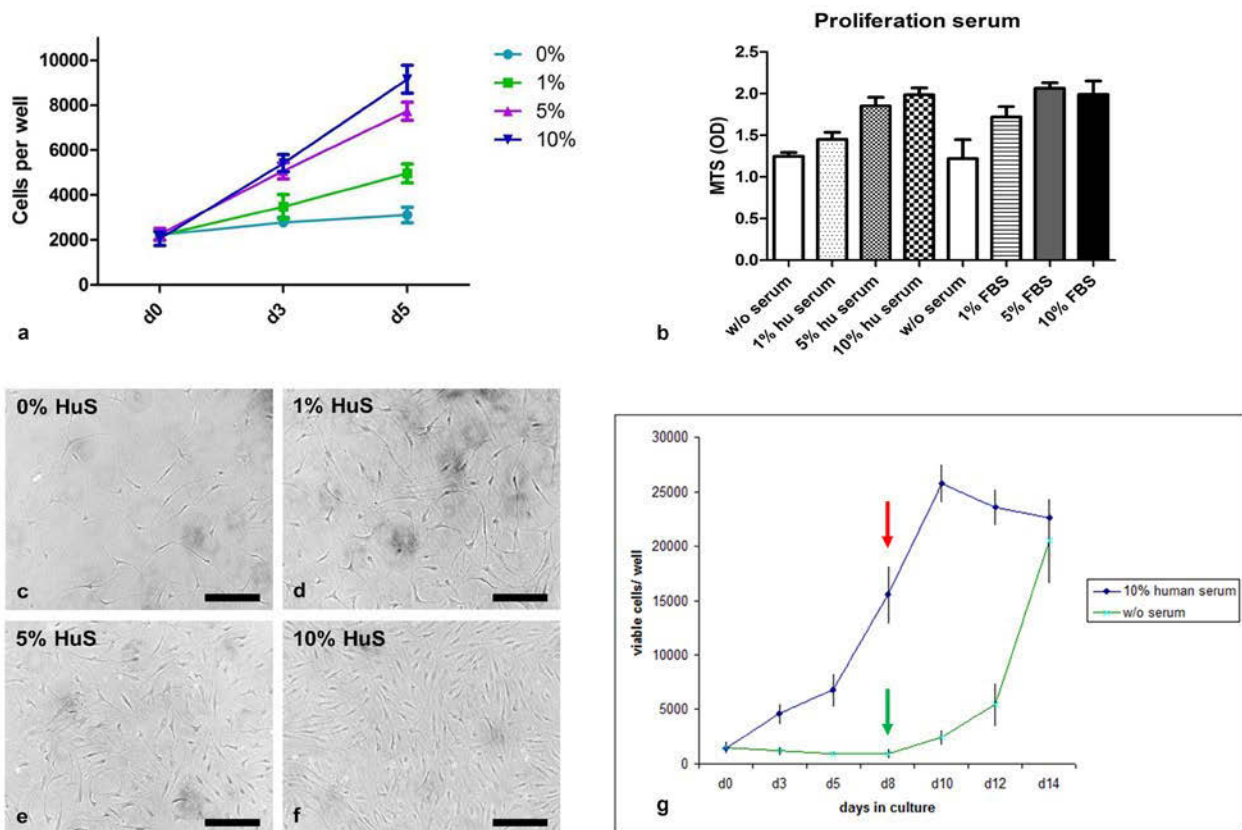 Proliferation serum
10000
8000
6000
4000
2000
0
Cells per well
d0
d3
d5
0%
1%
5%
10%
a
2.5
2.0
1.5
1.0
0.5
0.0
MTS (OD)
w/o serum
1% hu serum
5% hu serum
10% hu serum
w/o serum
1% FBS
5% FBS
10% FBS
b
0% HuS
c
1% HuS
d
5% HuS
e
10% HuS
f
30000
25000
20000
15000
10000
5000
0
viable cells/ well
d0
d3
d5
d8
d10
d12
d14
days in culture
10% human serum
w/o serum
g